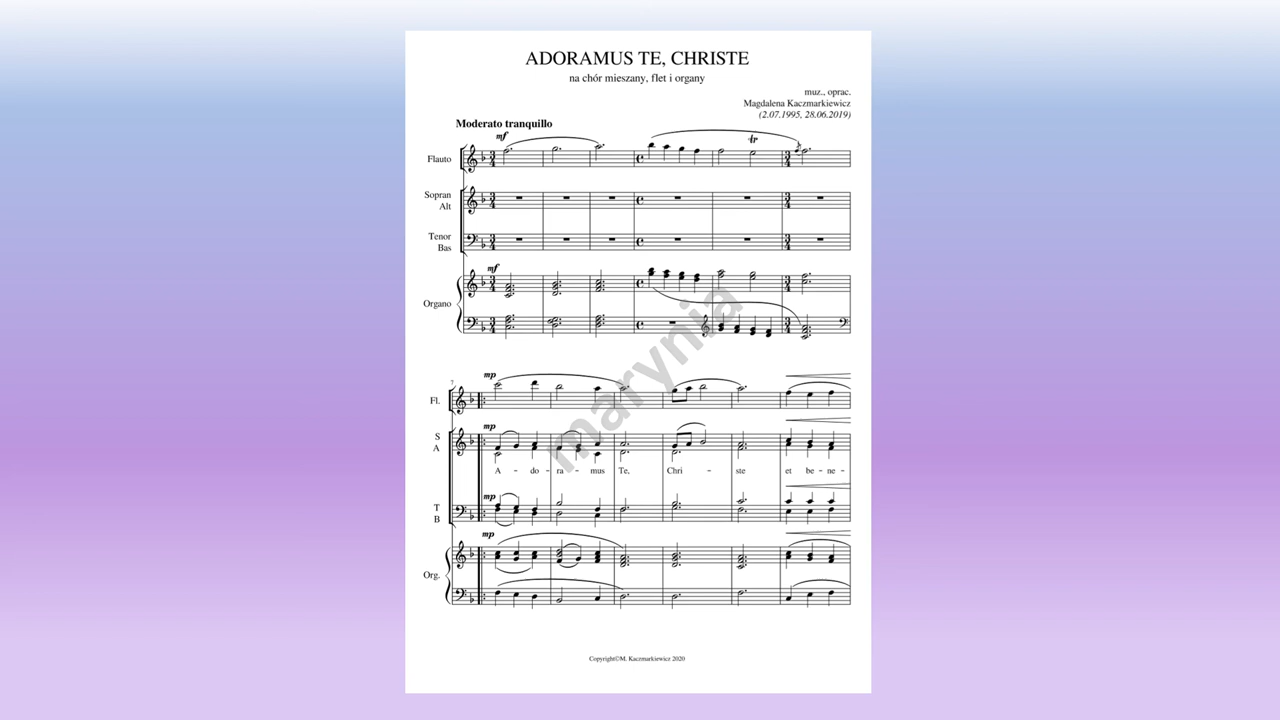 ADORAMUS TE, CHRISTE
na chór mieszany, flet i organy
muz., oprac.
Magdalena Kaczmarkiewicz
(2.07.1995, 28.06.2019)
Moderato tranquillo
mf
Flauto
tr
Sopran
Alt
Tenor
Bas
mf
Organo
marynia
7
mp
Fl.
mp
S
A
A - do - ra - mus Te, Chri - ste et be - ne -
mp
T
B
mp
Org.
Copyright©M. Kaczmarkiewicz 2020